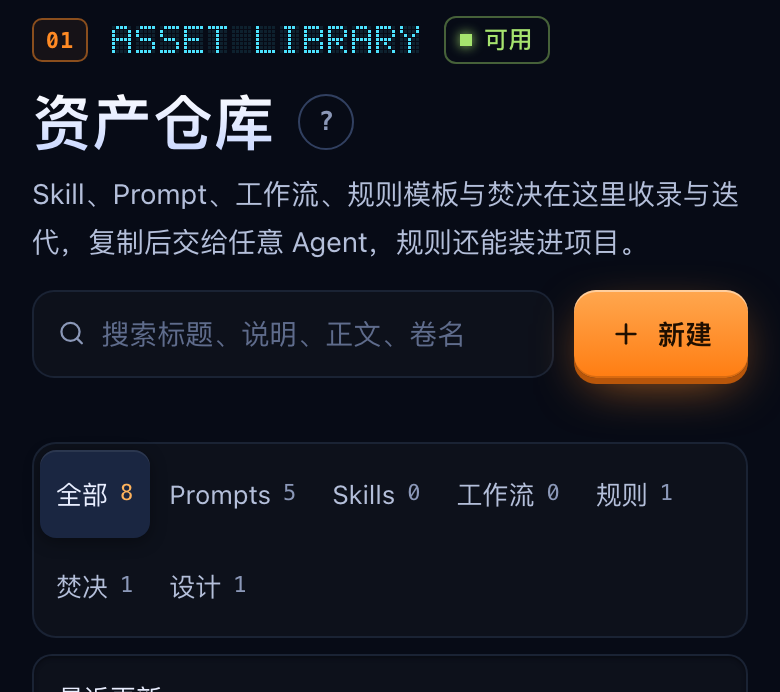 01 ASSET LIBRARY 可用
资产仓库 ?
Skill、Prompt、工作流、规则模板与焚决在这里收录与迭
代，复制后交给任意 Agent，规则还能装进项目。
搜索标题、说明、正文、卷名 + 新建
全部 8 Prompts 5 Skills 0 工作流 0 规则 1
焚决 1 设计 1